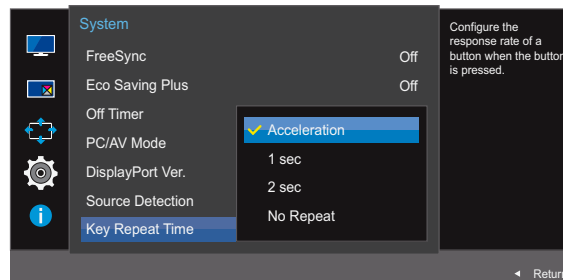 System
FreeSync Off
Eco Saving Plus Off
Off Timer
PC/AV Mode
DisplayPort Ver.
Source Detection
Key Repeat Time
Acceleration
1 sec
2 sec
No Repeat
Configure the
response rate of a
button when the button
is pressed.
Return